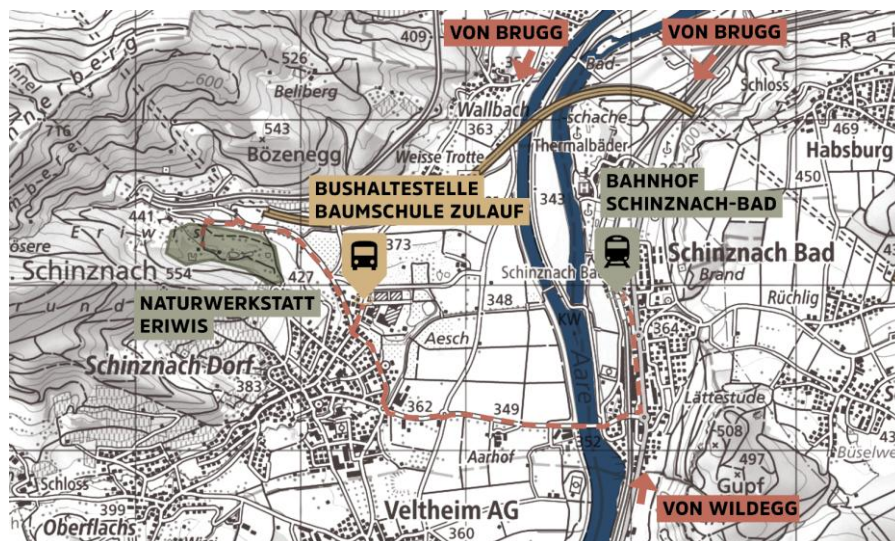 VON BRUGG
VON BRUGG
409
526
Beliberg
600
Bad-
Schloss
Wallbach
716
543
Bözenegg
363
-schache
400
469
Habsburg
Weisse Trotte
Thermalbäder
450
BUSHALTESTELLE
BAUMSCHULE ZULAUF
BAHNHOF
SCHINZNACH-BAD
343
441
Eriwis
373
Schinznach Bad
Schinznach
554
427
Schinznach Bad
Brand
NATURWERKSTATT
ERIWIS
348
Rüchlig
KW
364
Aesch
Aare
Schinznach Dorf
383
Lättestude
362
349
508
352
Aarhof
497
Gupf
Schloss
399
Oberflachs
Veltheim AG
360
VON WILDEGG